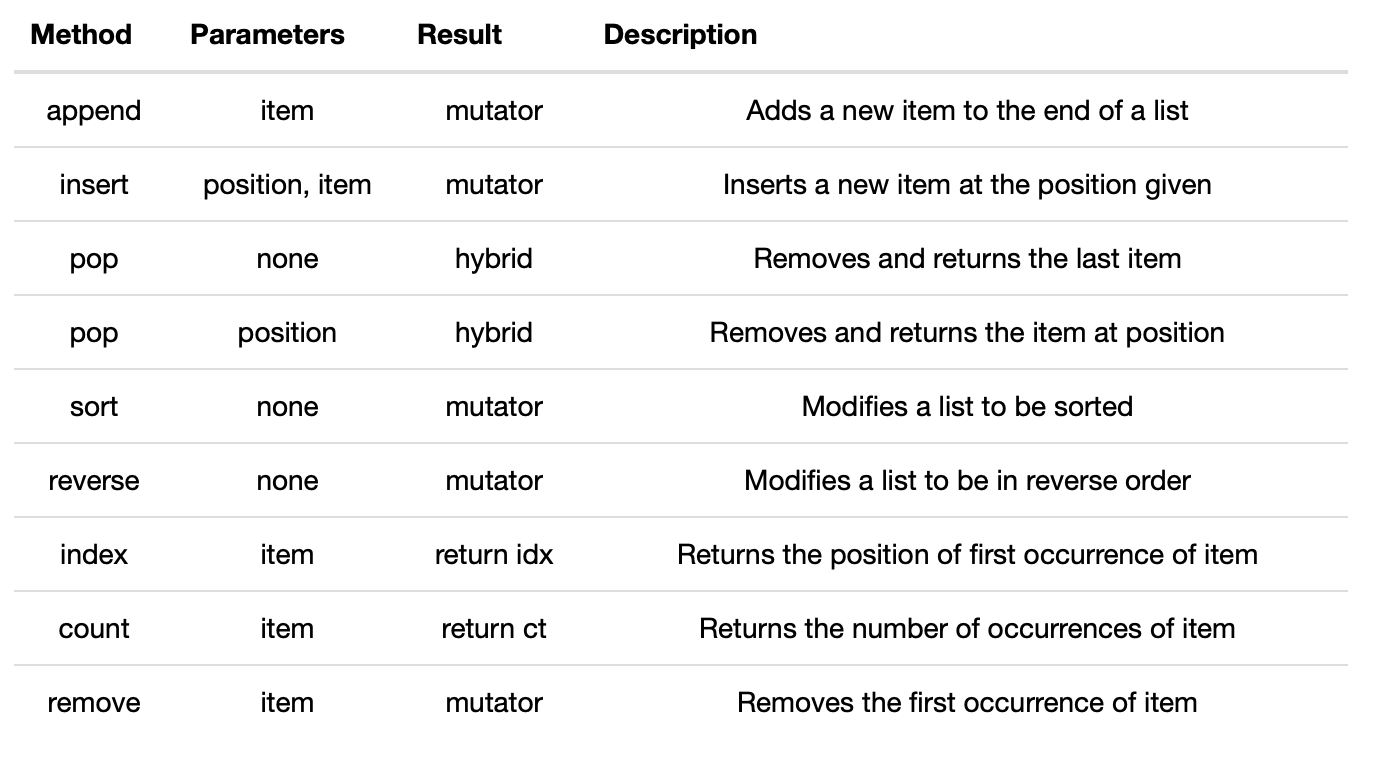 Method Parameters Result Description
append item mutator Adds a new item to the end of a list
insert position, item mutator Inserts a new item at the position given
pop none hybrid Removes and returns the last item
pop position hybrid Removes and returns the item at position
sort none mutator Modifies a list to be sorted
reverse none mutator Modifies a list to be in reverse order
index item return idx Returns the position of first occurrence of item
count item return ct Returns the number of occurrences of item
remove item mutator Removes the first occurrence of item